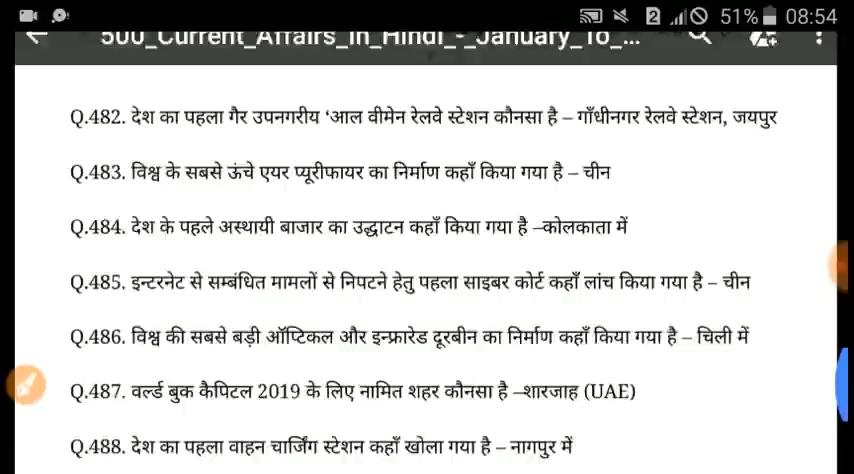 2 51% 08:54
500_Current_Affairs_in_Hindi_-_January_To_...
Q.482. देश का पहला गैर उपनगरीय ‘आल वीमेन रेलवे स्टेशन कौनसा है – गाँधीनगर रेलवे स्टेशन, जयपुर
Q.483. विश्व के सबसे ऊंचे एयर प्यूरीफायर का निर्माण कहाँ किया गया है – चीन
Q.484. देश के पहले अस्थायी बाजार का उद्घाटन कहाँ किया गया है –कोलकाता में
Q.485. इन्टरनेट से सम्बंधित मामलों से निपटने हेतु पहला साइबर कोर्ट कहाँ लांच किया गया है – चीन
Q.486. विश्व की सबसे बड़ी ऑप्टिकल और इन्फ्रारेड दूरबीन का निर्माण कहाँ किया गया है – चिली में
Q.487. वर्ल्ड बुक कैपिटल 2019 के लिए नामित शहर कौनसा है –शारजाह (UAE)
Q.488. देश का पहला वाहन चार्जिंग स्टेशन कहाँ खोला गया है – नागपुर में